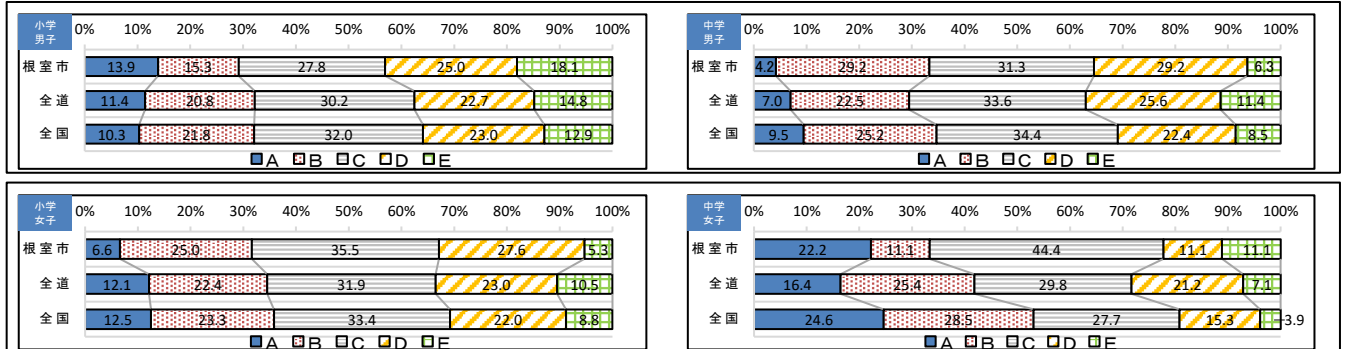 小学
男子
0% 10% 20% 30% 40% 50% 60% 70% 80% 90% 100%
根室市 13.9 15.3 27.8 25.0 18.1
全道 11.4 20.8 30.2 22.7 14.8
全国 10.3 21.8 32.0 23.0 12.9
A B C D E
中学
男子
0% 10% 20% 30% 40% 50% 60% 70% 80% 90% 100%
根室市 4.2 29.2 31.3 29.2 6.3
全道 7.0 22.5 33.6 25.6 11.4
全国 9.5 25.2 34.4 22.4 8.5
A B C D E
小学
女子
0% 10% 20% 30% 40% 50% 60% 70% 80% 90% 100%
根室市 6.6 25.0 35.5 27.6 5.3
全道 12.1 22.4 31.9 23.0 10.5
全国 12.5 23.3 33.4 22.0 8.8
A B C D E
中学
女子
0% 10% 20% 30% 40% 50% 60% 70% 80% 90% 100%
根室市 22.2 11.1 44.4 11.1 11.1
全道 16.4 25.4 29.8 21.2 7.1
全国 24.6 28.5 27.7 15.3 3.9
A B C D E